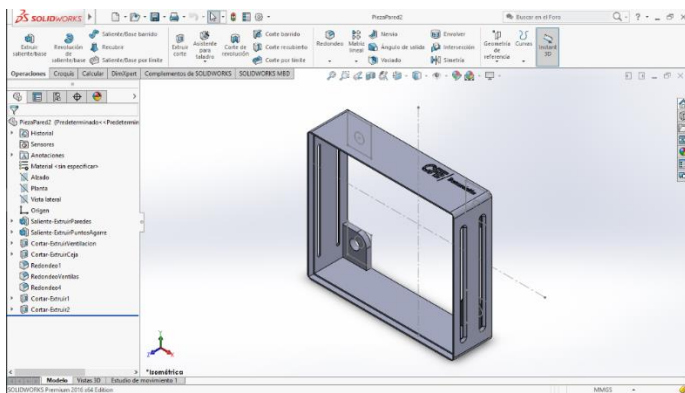 SOLIDWORKS
PiezaPared2
Buscar en el Foro
Extruir saliente/base
Revolución de saliente/base
Saliente/Base barrido
Recubrir
Saliente/Base por límite
Extruir corte
Asistente para taladro
Corte de revolución
Corte barrido
Corte recubierto
Corte por límite
Redondeo
Matriz lineal
Nervio
Ángulo de salida
Vaciado
Envolver
Intersección
Simetría
Geometría de referencia
Curvas
Instant 3D
Operaciones
Croquis
Calcular
DimXpert
Complementos de SOLIDWORKS
SOLIDWORKS MBD
PiezaPared2 (Predeterminado<<Predetermin
Historial
Sensores
Anotaciones
Material <sin especificar>
Alzado
Planta
Vista lateral
Origen
Saliente-ExtruirParedes
Saliente-ExtruirPuntosAgarre
Cortar-ExtruirVentilacion
Cortar-ExtruirCaja
Redondeo1
RedondeoVentilas
Redondeo4
Cortar-Extruir1
Cortar-Extruir2
*Isométrica
Modelo
Vistas 3D
Estudio de movimiento 1
SOLIDWORKS Premium 2016 x64 Edition
MMGS